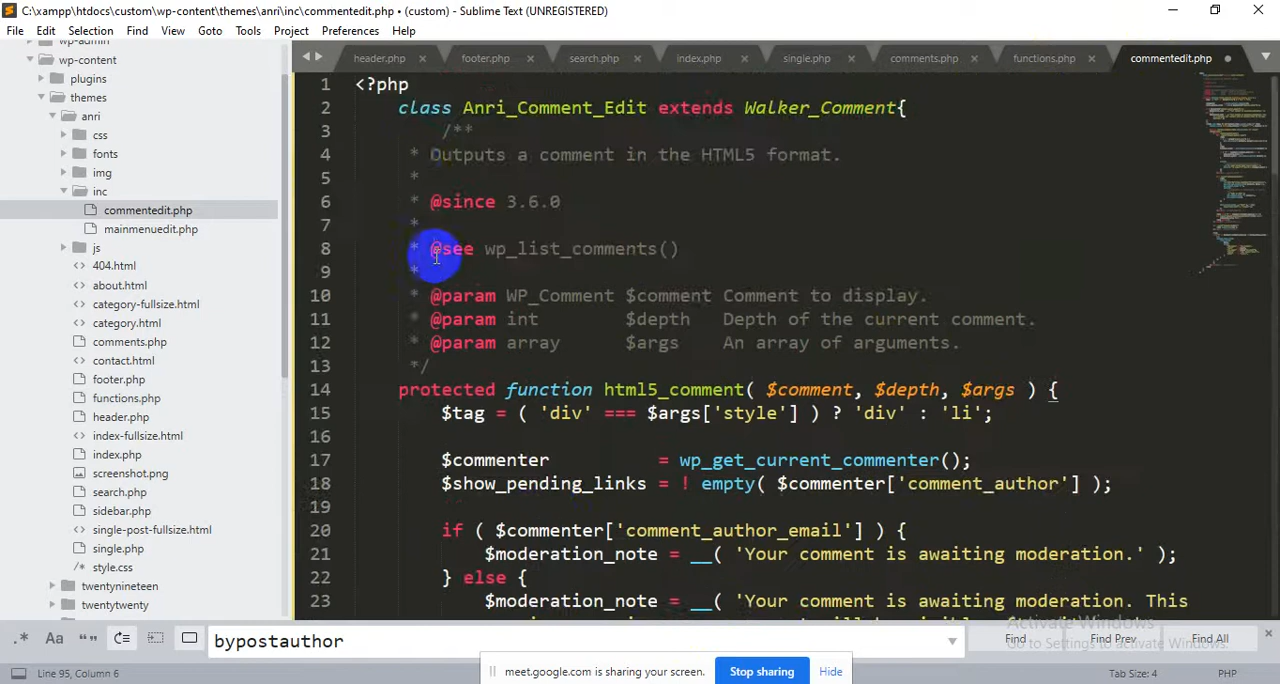 C:\xampp\htdocs\custom\wp-content\themes\anri\inc\commentedit.php • (custom) - Sublime Text (UNREGISTERED)
File Edit Selection Find View Goto Tools Project Preferences Help
wp-admin
wp-content
plugins
themes
anri
css
fonts
img
inc
commentedit.php
mainmenuedit.php
js
404.html
about.html
category-fullsize.html
category.html
comments.php
contact.html
footer.php
functions.php
header.php
index-fullsize.html
index.php
screenshot.png
search.php
sidebar.php
single-post-fullsize.html
single.php
style.css
twentynineteen
twentytwenty
header.php × footer.php × search.php × index.php × single.php × comments.php × functions.php × commentedit.php •
1 <?php
2 class Anri_Comment_Edit extends Walker_Comment{
3 /**
4 * Outputs a comment in the HTML5 format.
5 *
6 * @since 3.6.0
7 *
8 * @see wp_list_comments()
9 *
10 * @param WP_Comment $comment Comment to display.
11 * @param int $depth Depth of the current comment.
12 * @param array $args An array of arguments.
13 */
14 protected function html5_comment( $comment, $depth, $args ) {
15 $tag = ( 'div' === $args['style'] ) ? 'div' : 'li';
16
17 $commenter = wp_get_current_commenter();
18 $show_pending_links = ! empty( $commenter['comment_author'] );
19
20 if ( $commenter['comment_author_email'] ) {
21 $moderation_note = __( 'Your comment is awaiting moderation.' );
22 } else {
23 $moderation_note = __( 'Your comment is awaiting moderation. This
Activate Windows
Go to Settings to activate Windows.
.* Aa “” bypostauthor Find Find Prev Find All ×
Line 95, Column 6
meet.google.com is sharing your screen. Stop sharing Hide
Tab Size: 4 PHP